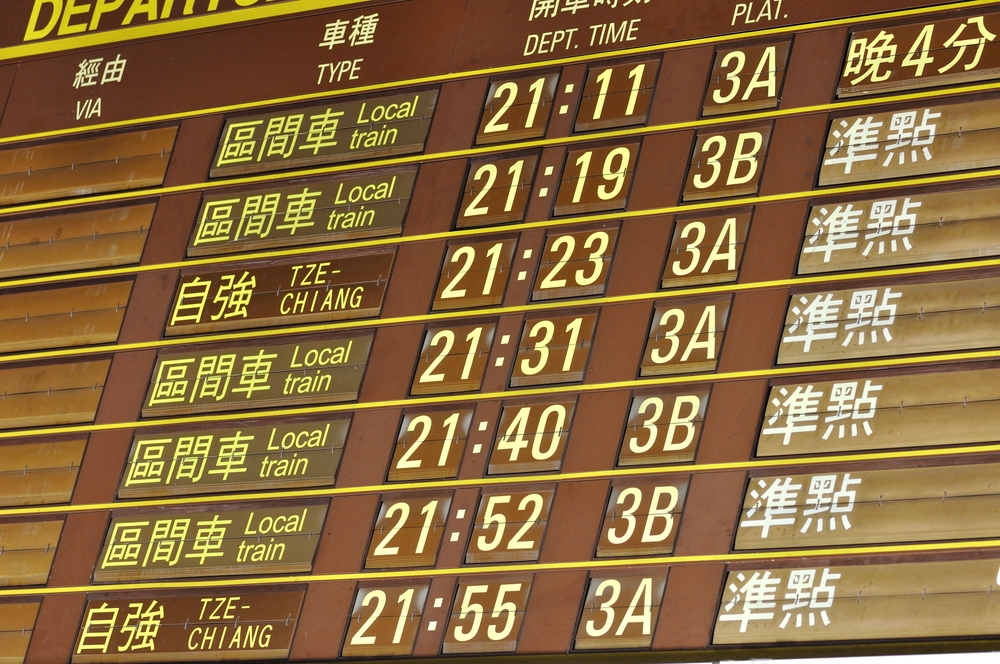 DEPARTU
經由 車種 開車時刻
VIA TYPE DEPT. TIME PLAT.
區間車 Local train 21:11 3A 晚4分
區間車 Local train 21:19 3B 準點
自強 TZE-CHIANG 21:23 3A 準點
區間車 Local train 21:31 3A 準點
區間車 Local train 21:40 3B 準點
區間車 Local train 21:52 3B 準點
自強 TZE-CHIANG 21:55 3A 準點